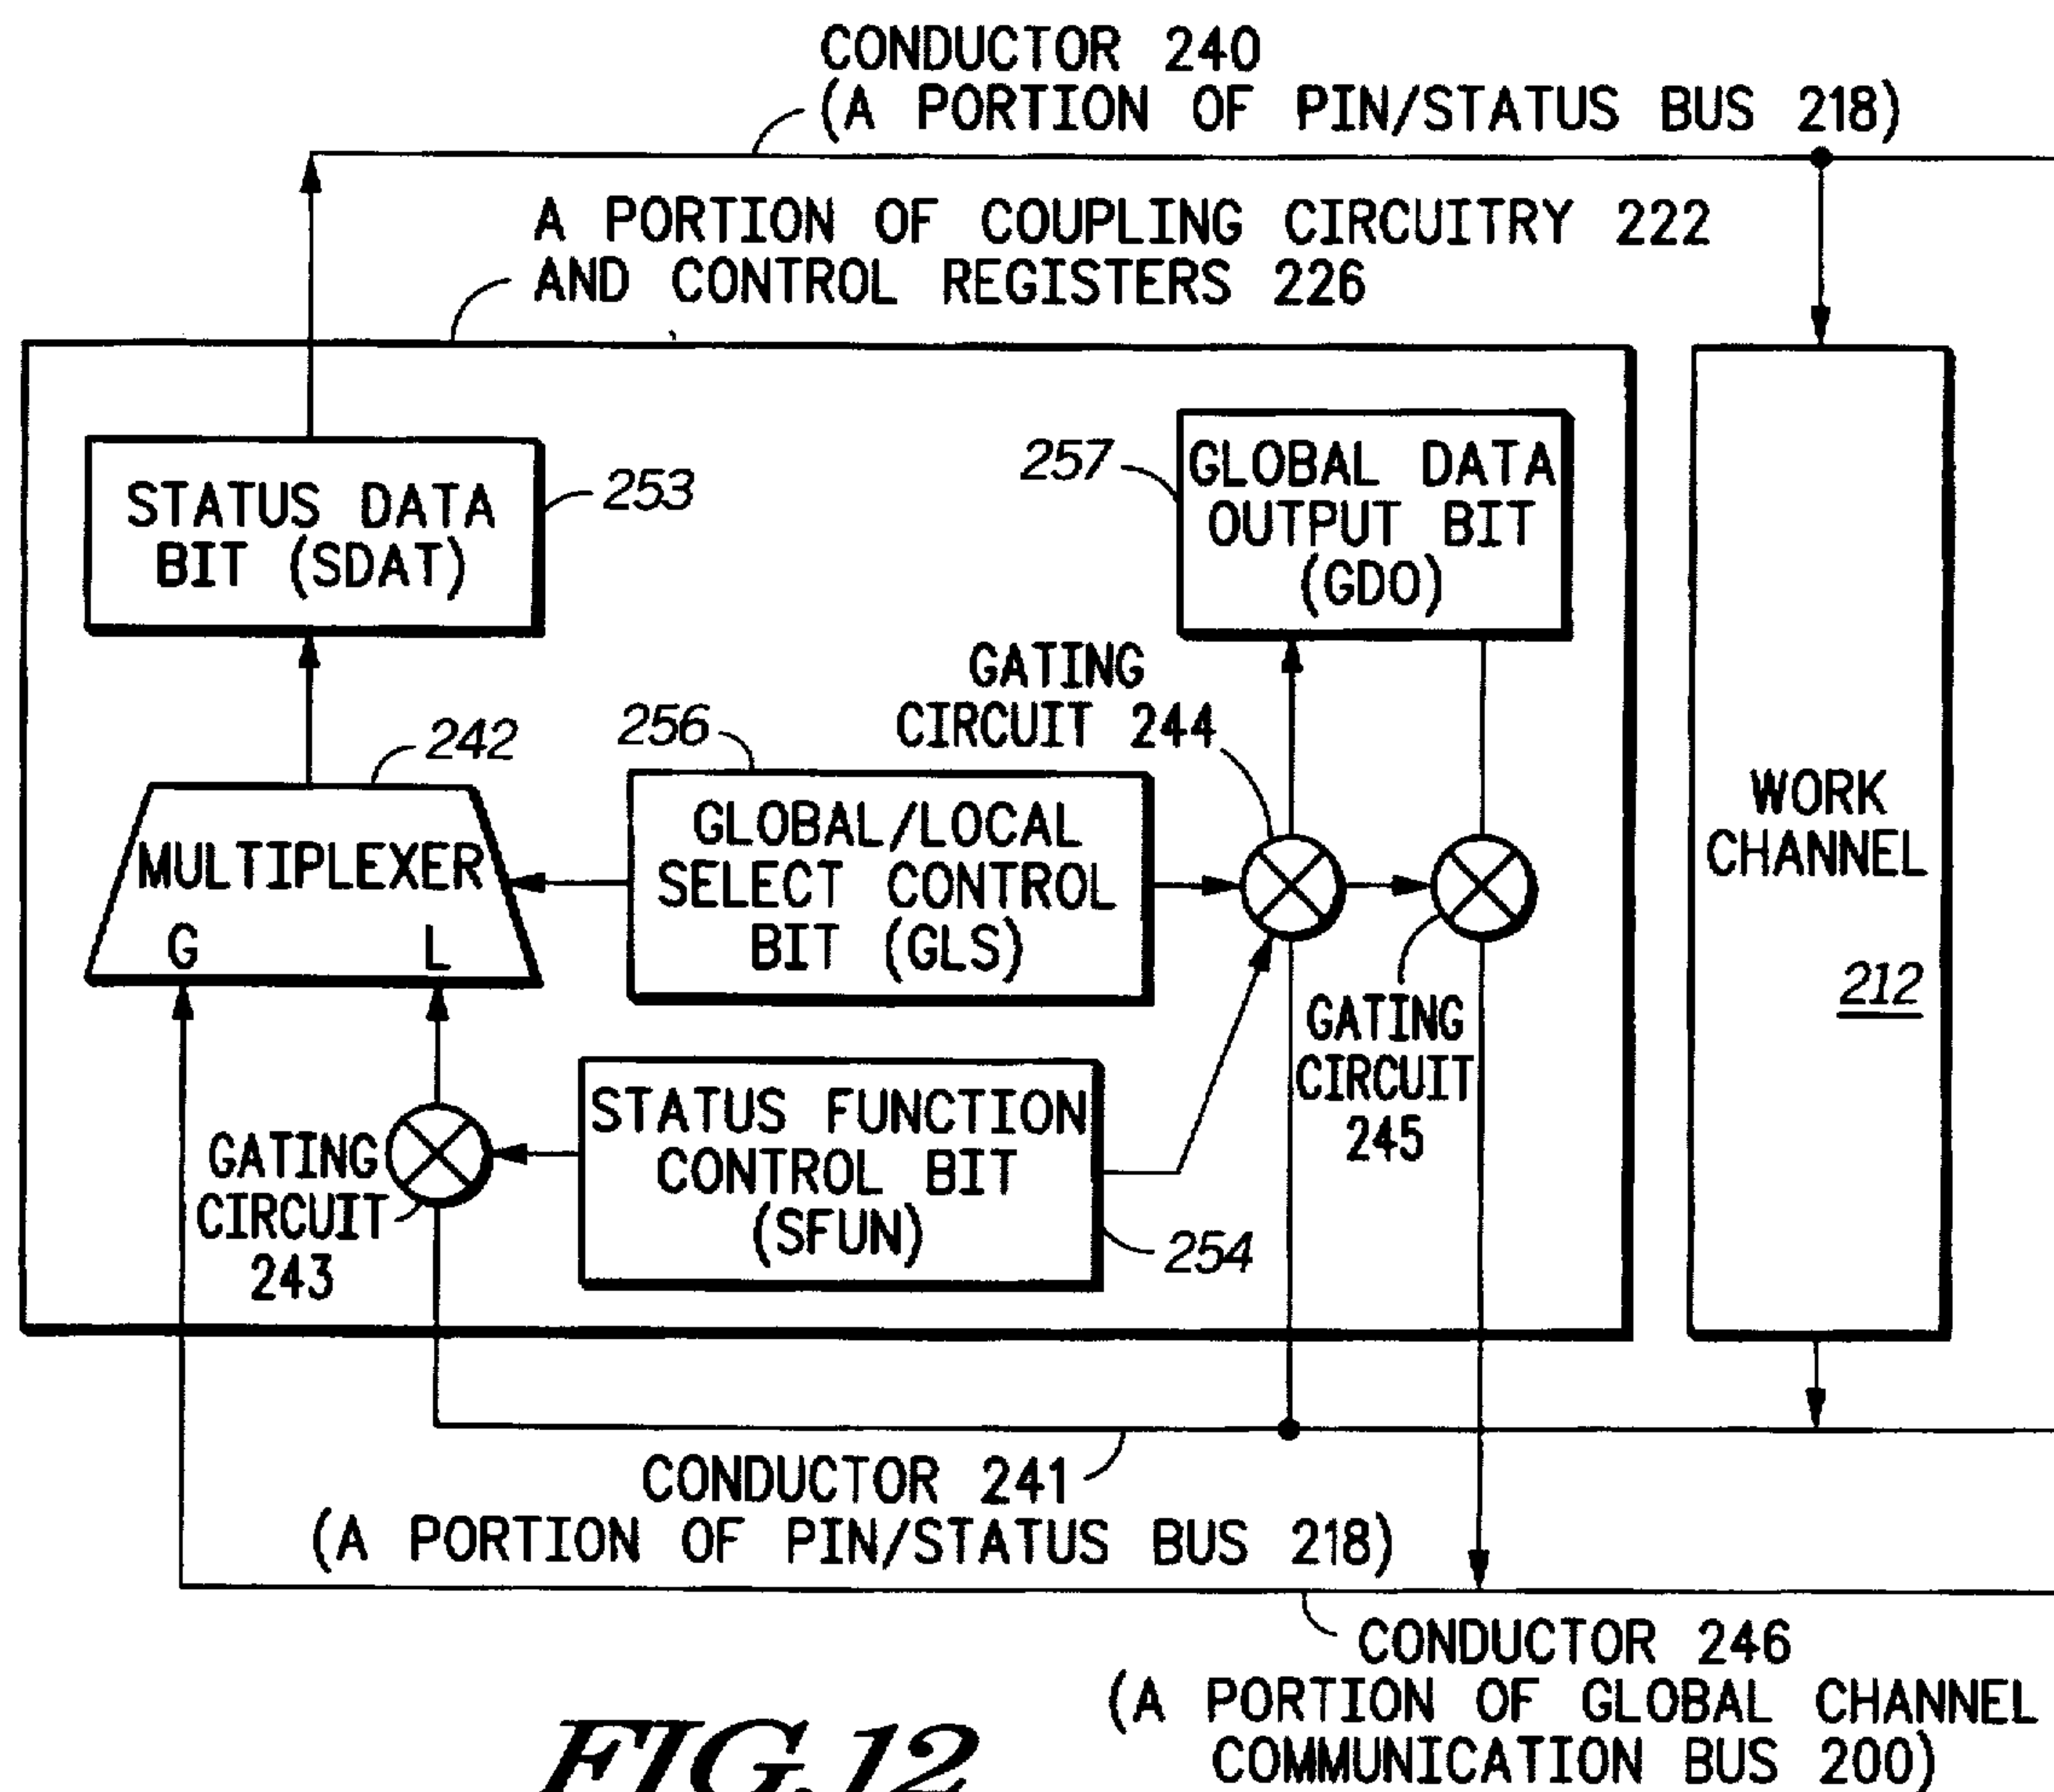 CONDUCTOR 240
(A PORTION OF PIN/STATUS BUS 218)
A PORTION OF COUPLING CIRCUITRY 222
AND CONTROL REGISTERS 226
STATUS DATA
BIT (SDAT)
253
257
GLOBAL DATA
OUTPUT BIT
(GDO)
GATING
CIRCUIT 244
242
MULTIPLEXER
G L
256
GLOBAL/LOCAL
SELECT CONTROL
BIT (GLS)
GATING
CIRCUIT
245
WORK
CHANNEL
212
GATING
CIRCUIT
243
STATUS FUNCTION
CONTROL BIT
(SFUN)
254
CONDUCTOR 241
(A PORTION OF PIN/STATUS BUS 218)
CONDUCTOR 246
(A PORTION OF GLOBAL CHANNEL
COMMUNICATION BUS 200)
FIG.12